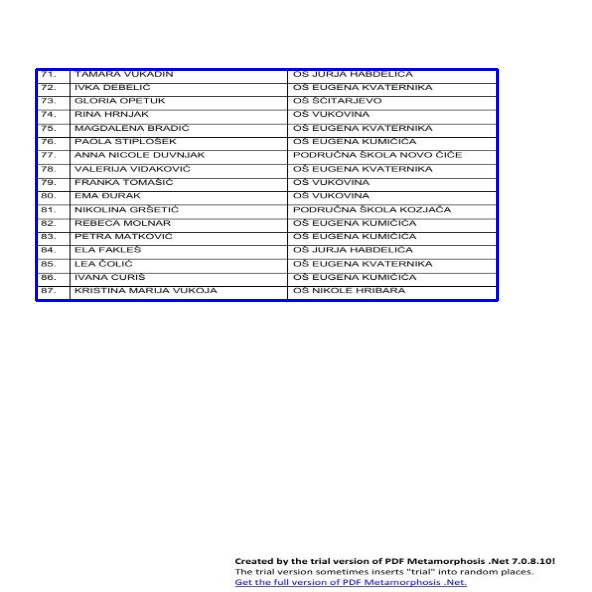 71. TAMARA VUKADIN OŠ JURJA HABDELIĆA
72. IVKA DEBELIĆ OŠ EUGENA KVATERNIKA
73. GLORIA OPETUK OŠ ŠĆITARJEVO
74. RINA HRNJAK OŠ VUKOVINA
75. MAGDALENA BRADIĆ OŠ EUGENA KVATERNIKA
76. PAOLA STIPLOŠEK OŠ EUGENA KUMIČIĆA
77. ANNA NICOLE DUVNJAK PODRUČNA ŠKOLA NOVO ČIČE
78. VALERIJA VIDAKOVIĆ OŠ EUGENA KVATERNIKA
79. FRANKA TOMAŠIĆ OŠ VUKOVINA
80. EMA ĐURAK OŠ VUKOVINA
81. NIKOLINA GRŠETIĆ PODRUČNA ŠKOLA KOZJAČA
82. REBECA MOLNAR OŠ EUGENA KUMIČIĆA
83. PETRA MATKOVIĆ OŠ EUGENA KUMIČIĆA
84. ELA FAKLEŠ OŠ JURJA HABDELIĆA
85. LEA ČOLIĆ OŠ EUGENA KVATERNIKA
86. IVANA CURIŠ OŠ EUGENA KUMIČIĆA
87. KRISTINA MARIJA VUKOJA OŠ NIKOLE HRIBARA
Created by the trial version of PDF Metamorphosis .Net 7.0.8.10!
The trial version sometimes inserts "trial" into random places.
Get the full version of PDF Metamorphosis .Net.